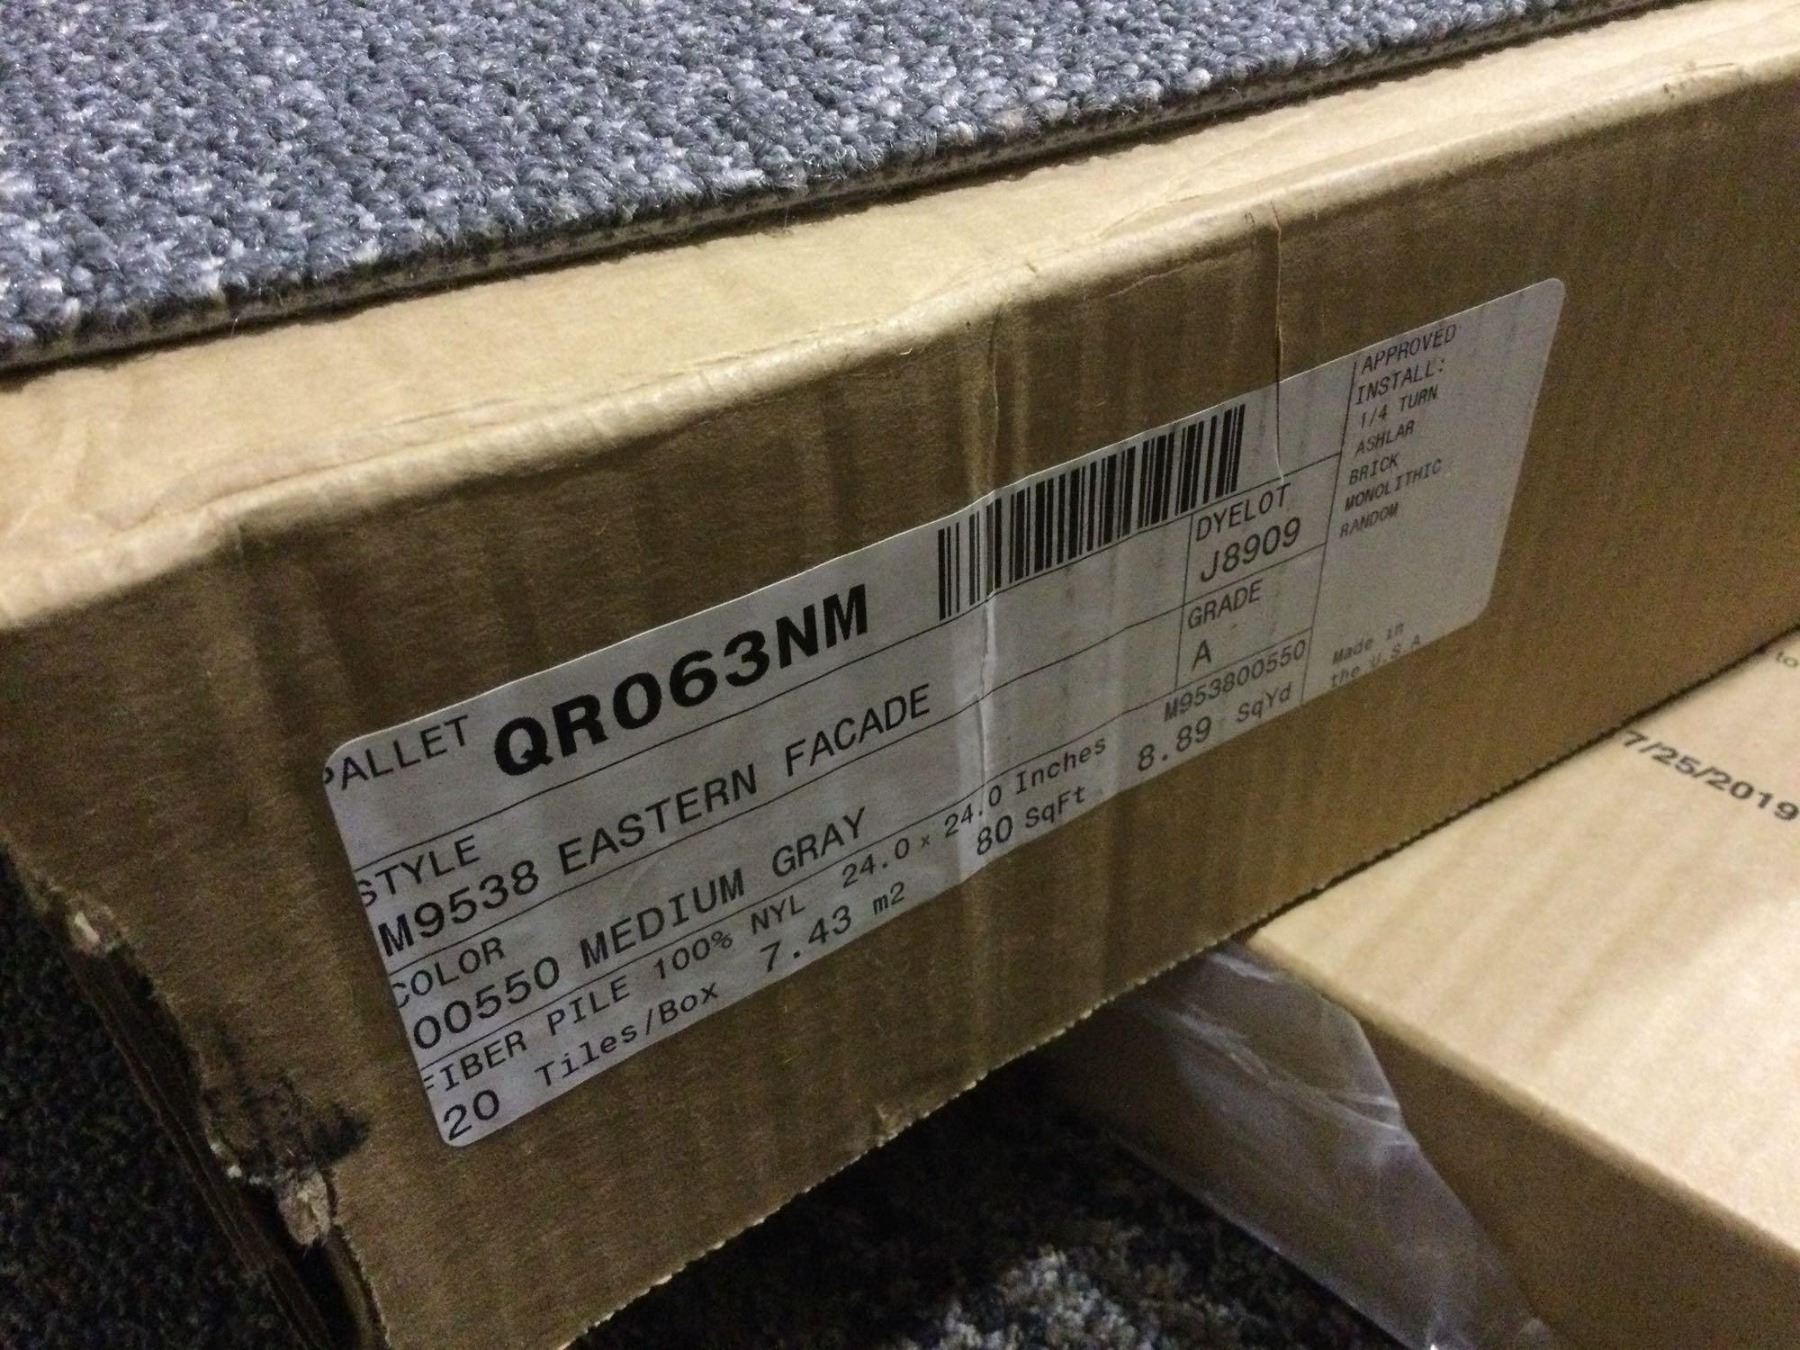 PALLET QR063NM
STYLE
M9538 EASTERN FACADE
COLOR
00550 MEDIUM GRAY
FIBER PILE 100% NYL 24.0 x 24.0 Inches
20 Tiles/Box 7.43 m2 80 SqFt 8.89 SqYd
DYELOT
J8909
GRADE
A
M953800550
APPROVED
INSTALL:
1/4 TURN
ASHLAR
BRICK
MONOLITHIC
RANDOM
Made in
the U.S.A.
to
7/25/2019